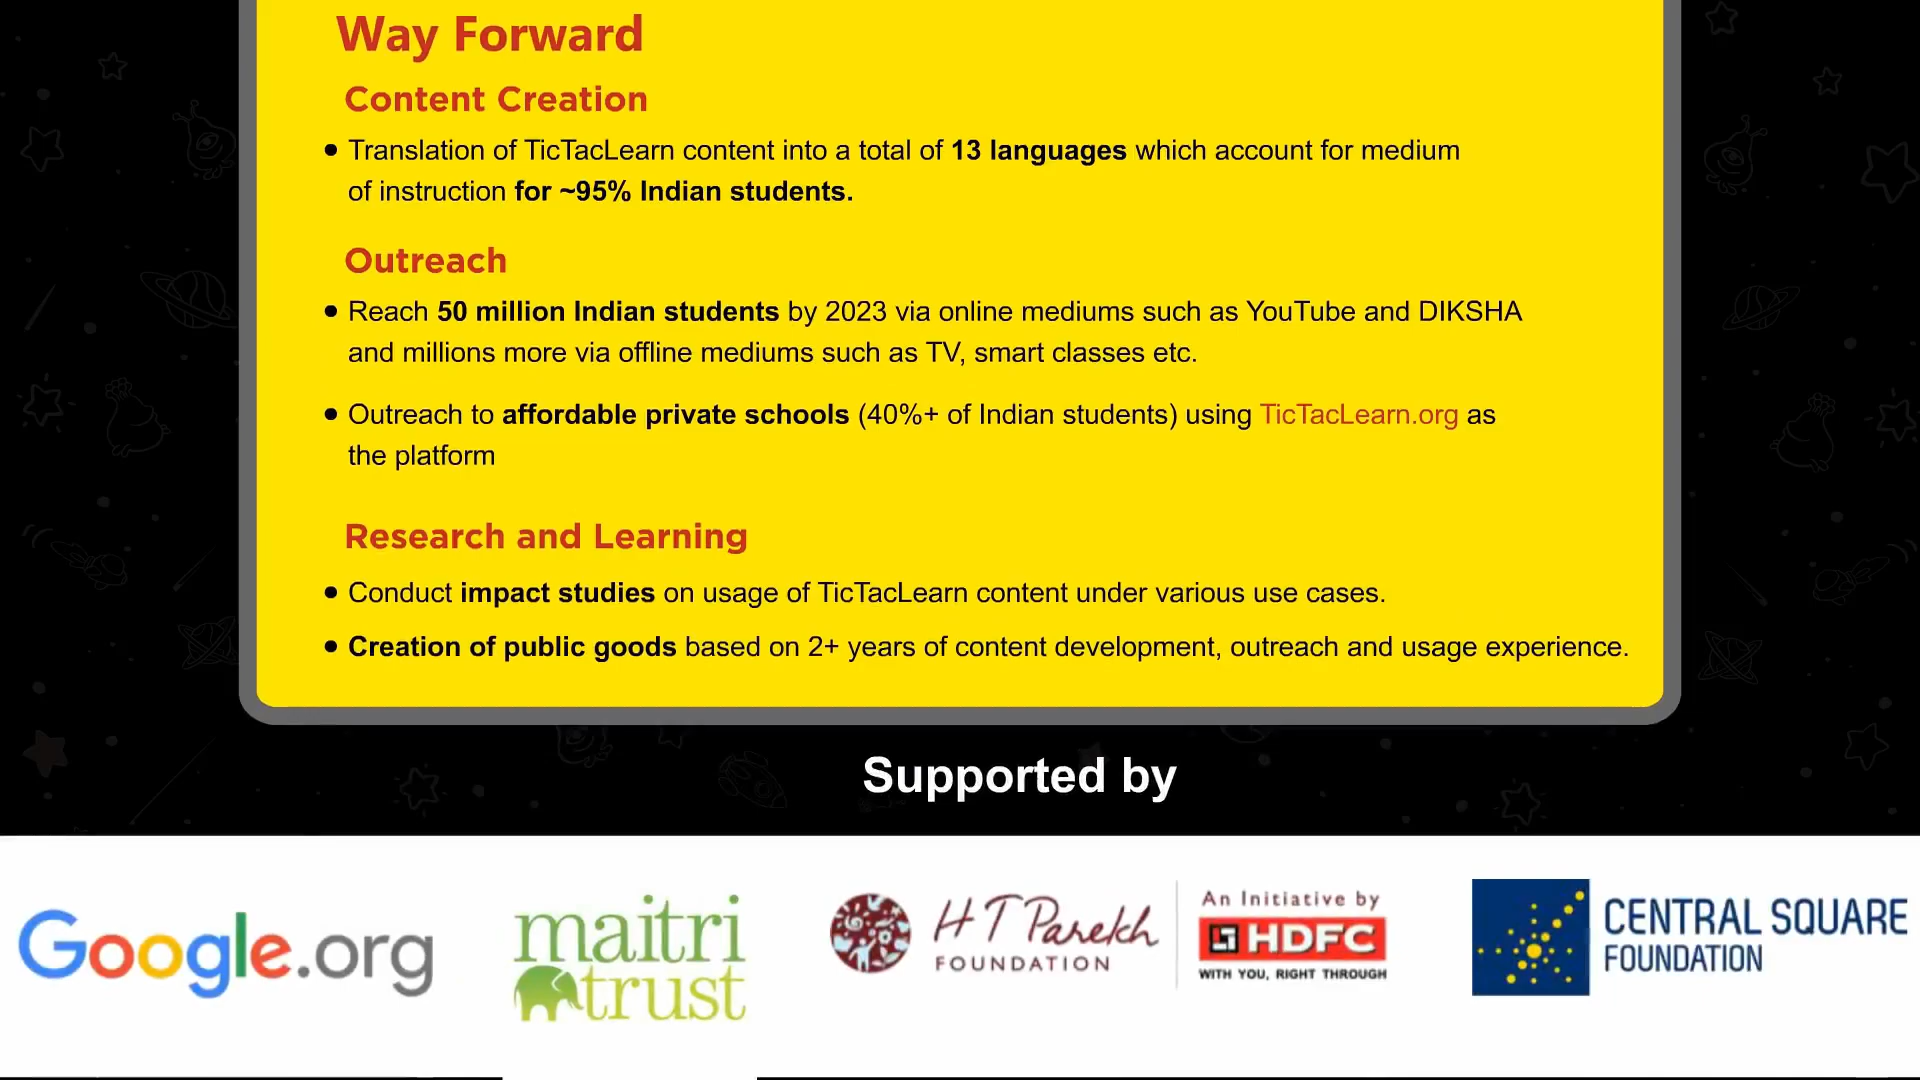 Way Forward
Content Creation
• Translation of TicTacLearn content into a total of 13 languages which account for medium
of instruction for ~95% Indian students.
Outreach
• Reach 50 million Indian students by 2023 via online mediums such as YouTube and DIKSHA
and millions more via offline mediums such as TV, smart classes etc.
• Outreach to affordable private schools (40%+ of Indian students) using TicTacLearn.org as
the platform
Research and Learning
• Conduct impact studies on usage of TicTacLearn content under various use cases.
• Creation of public goods based on 2+ years of content development, outreach and usage experience.
Supported by
Google.org
maitri
trust
H T Parekh
FOUNDATION
An Initiative by
HDFC
WITH YOU, RIGHT THROUGH
CENTRAL SQUARE
FOUNDATION